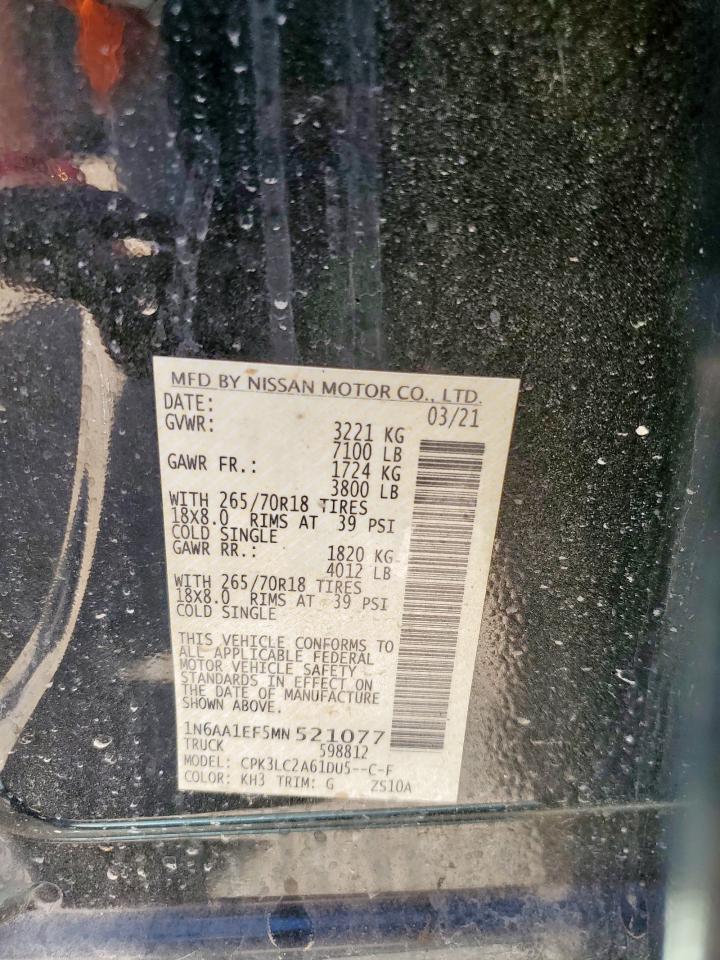 MFD BY NISSAN MOTOR CO., LTD.
DATE: 03/21
GVWR: 3221 KG
7100 LB
GAWR FR.: 1724 KG
3800 LB
WITH 265/70R18 TIRES
18X8.0 RIMS AT 39 PSI
COLD SINGLE
GAWR RR.: 1820 KG
4012 LB
WITH 265/70R18 TIRES
18X8.0 RIMS AT 39 PSI
COLD SINGLE
THIS VEHICLE CONFORMS TO
ALL APPLICABLE FEDERAL
MOTOR VEHICLE SAFETY
STANDARDS IN EFFECT ON
THE DATE OF MANUFACTURE
SHOWN ABOVE.
1N6AA1EF5MN 521077
TRUCK 598812
MODEL: CPK3LC2A61DU5--C-F
COLOR: KH3 TRIM: G ZS10A